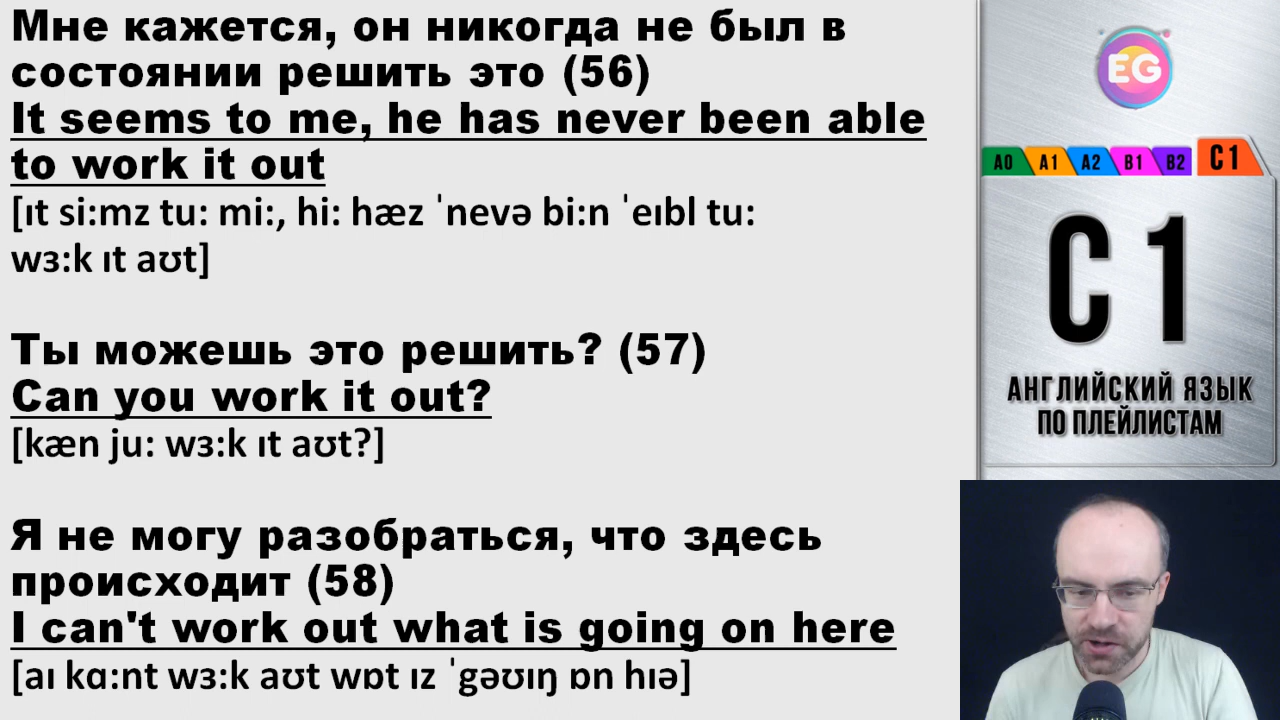 Мне кажется, он никогда не был в
состоянии решить это (56)
It seems to me, he has never been able
to work it out
[ɪt si:mz tu: mi:, hi: hæz ˈnevə bi:n ˈeɪbl tu:
wɜ:k ɪt aʊt]
Ты можешь это решить? (57)
Can you work it out?
[kæn ju: wɜ:k ɪt aʊt?]
Я не могу разобраться, что здесь
происходит (58)
I can't work out what is going on here
[aɪ kɑ:nt wɜ:k aʊt wɒt ɪz ˈgəʊɪŋ ɒn hɪə]
EG
A0 A1 A2 B1 B2 C1
C1
АНГЛИЙСКИЙ ЯЗЫК
ПО ПЛЕЙЛИСТАМ